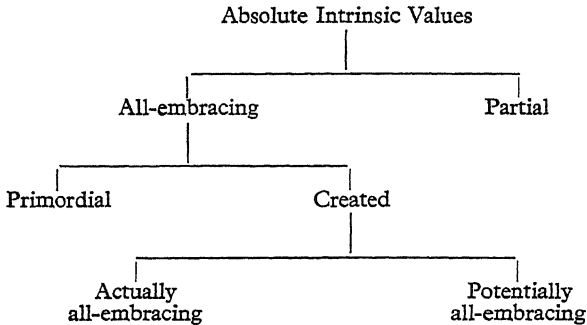 Absolute Intrinsic Values
All-embracing Partial
Primordial Created
Actually Potentially
all-embracing all-embracing